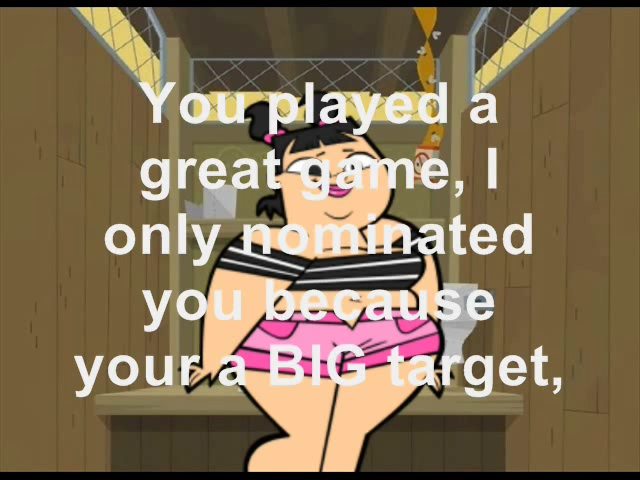 You played a
great game, I
only nominated
you because
your a BIG target,